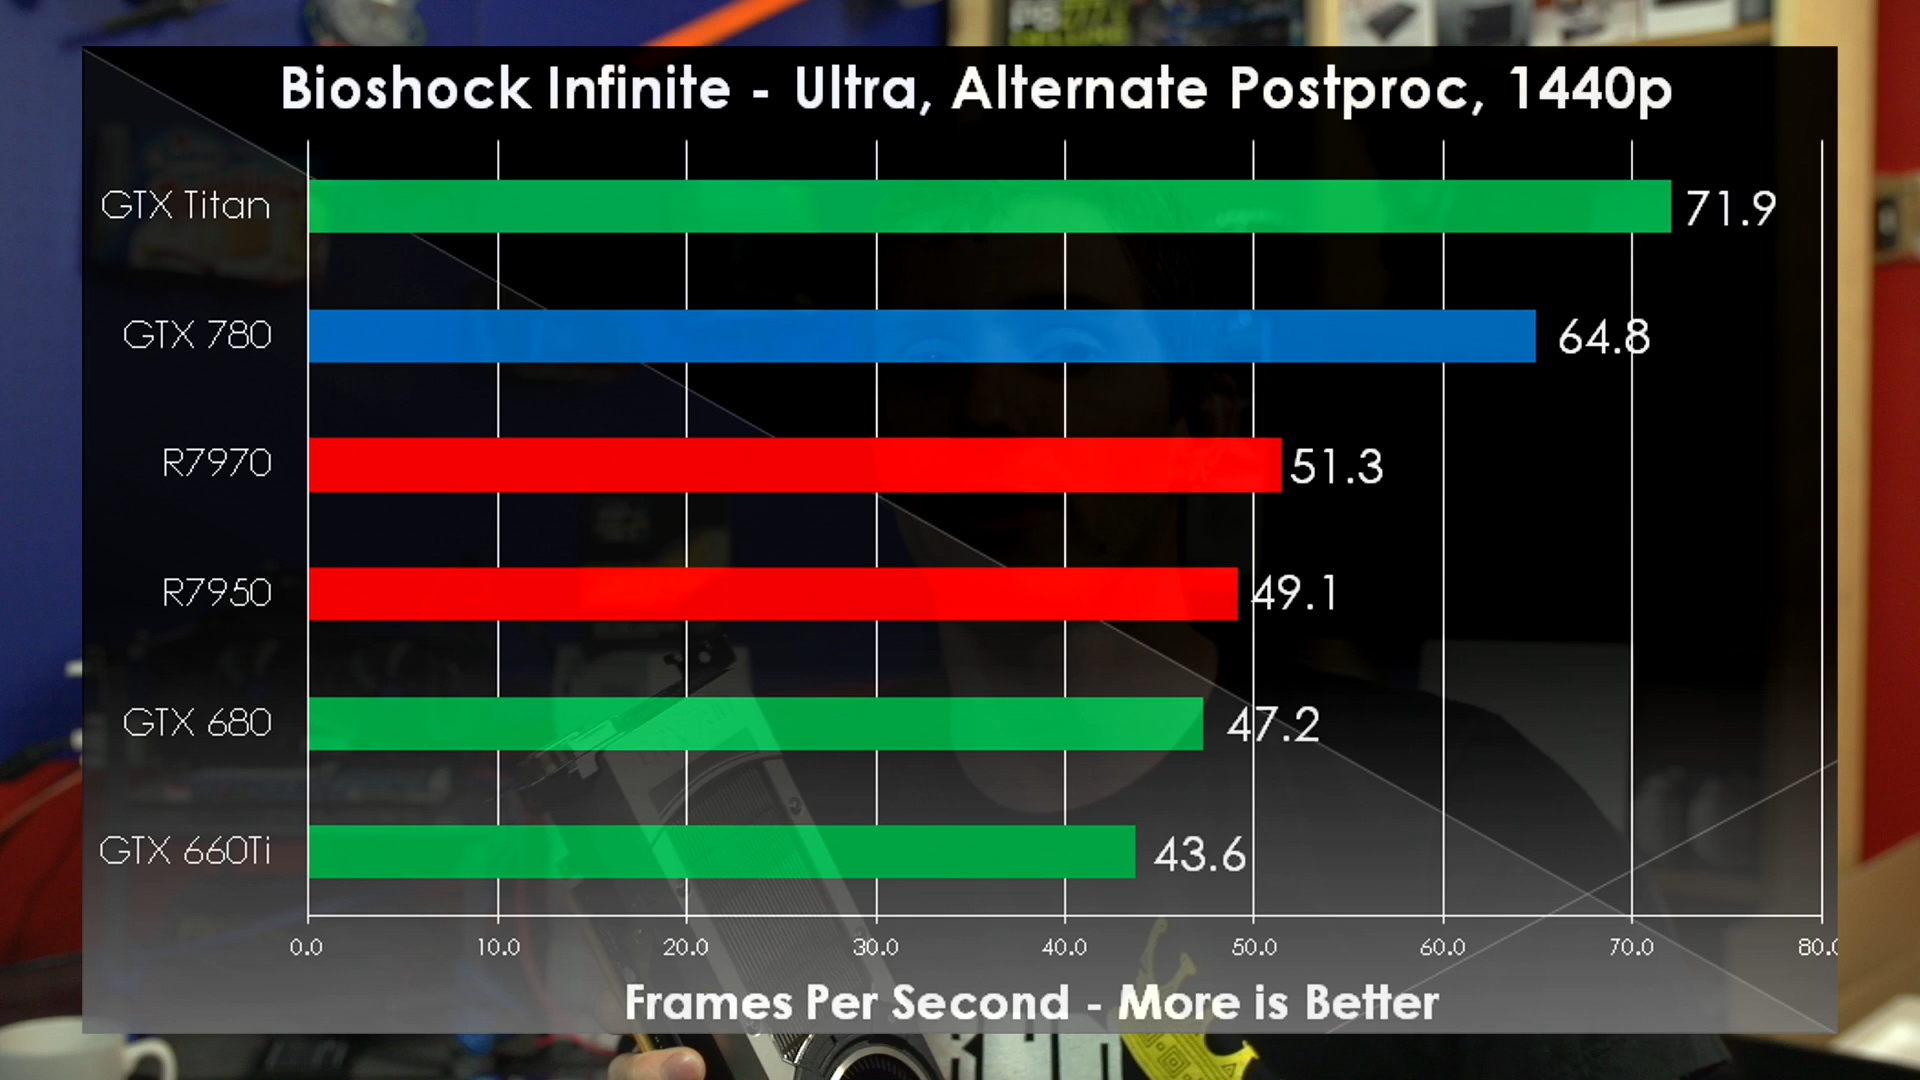 Bioshock Infinite - Ultra, Alternate Postproc, 1440p
GTX Titan 71.9
GTX 780 64.8
R7970 51.3
R7950 49.1
GTX 680 47.2
GTX 660Ti 43.6
0.0 10.0 20.0 30.0 40.0 50.0 60.0 70.0 80.0
Frames Per Second - More is Better